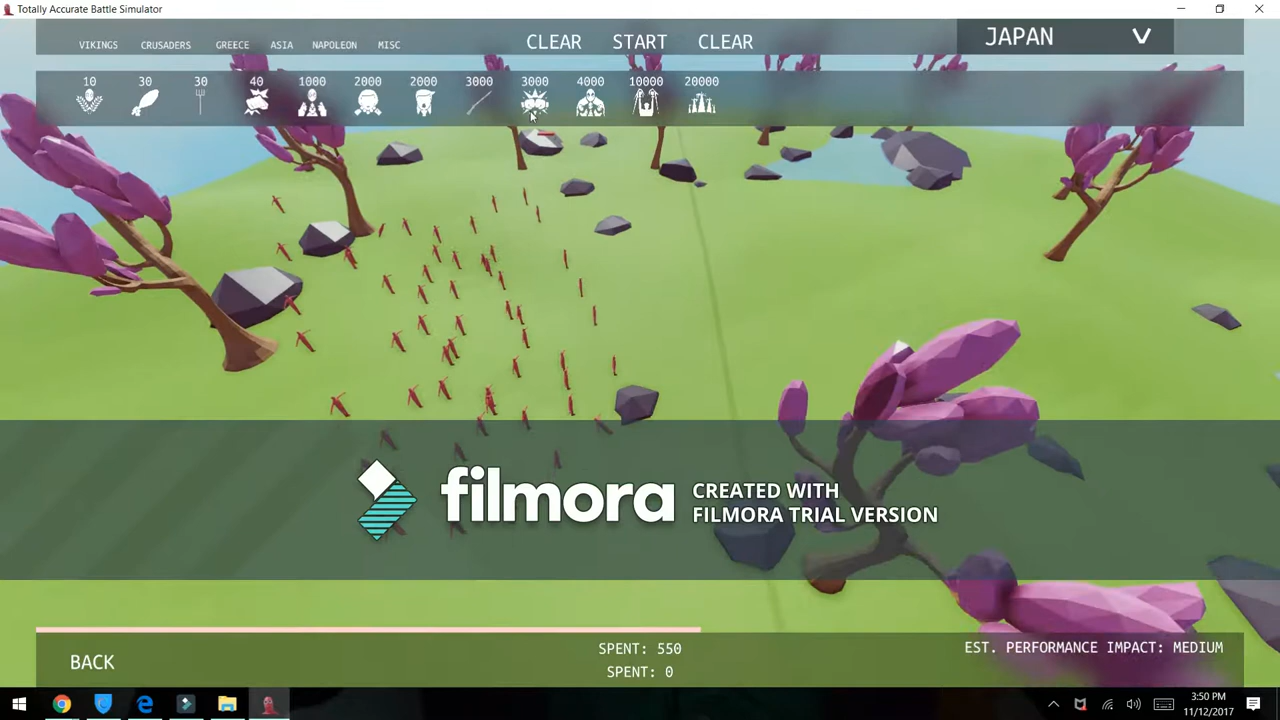 Totally Accurate Battle Simulator
VIKINGS CRUSADERS GREECE ASIA NAPOLEON MISC
CLEAR START CLEAR
JAPAN V
10 30 30 40 1000 2000 2000 3000 3000 4000 10000 20000
filmora
CREATED WITH
FILMORA TRIAL VERSION
SPENT: 550
SPENT: 0
BACK
EST. PERFORMANCE IMPACT: MEDIUM
3:50 PM
11/12/2017